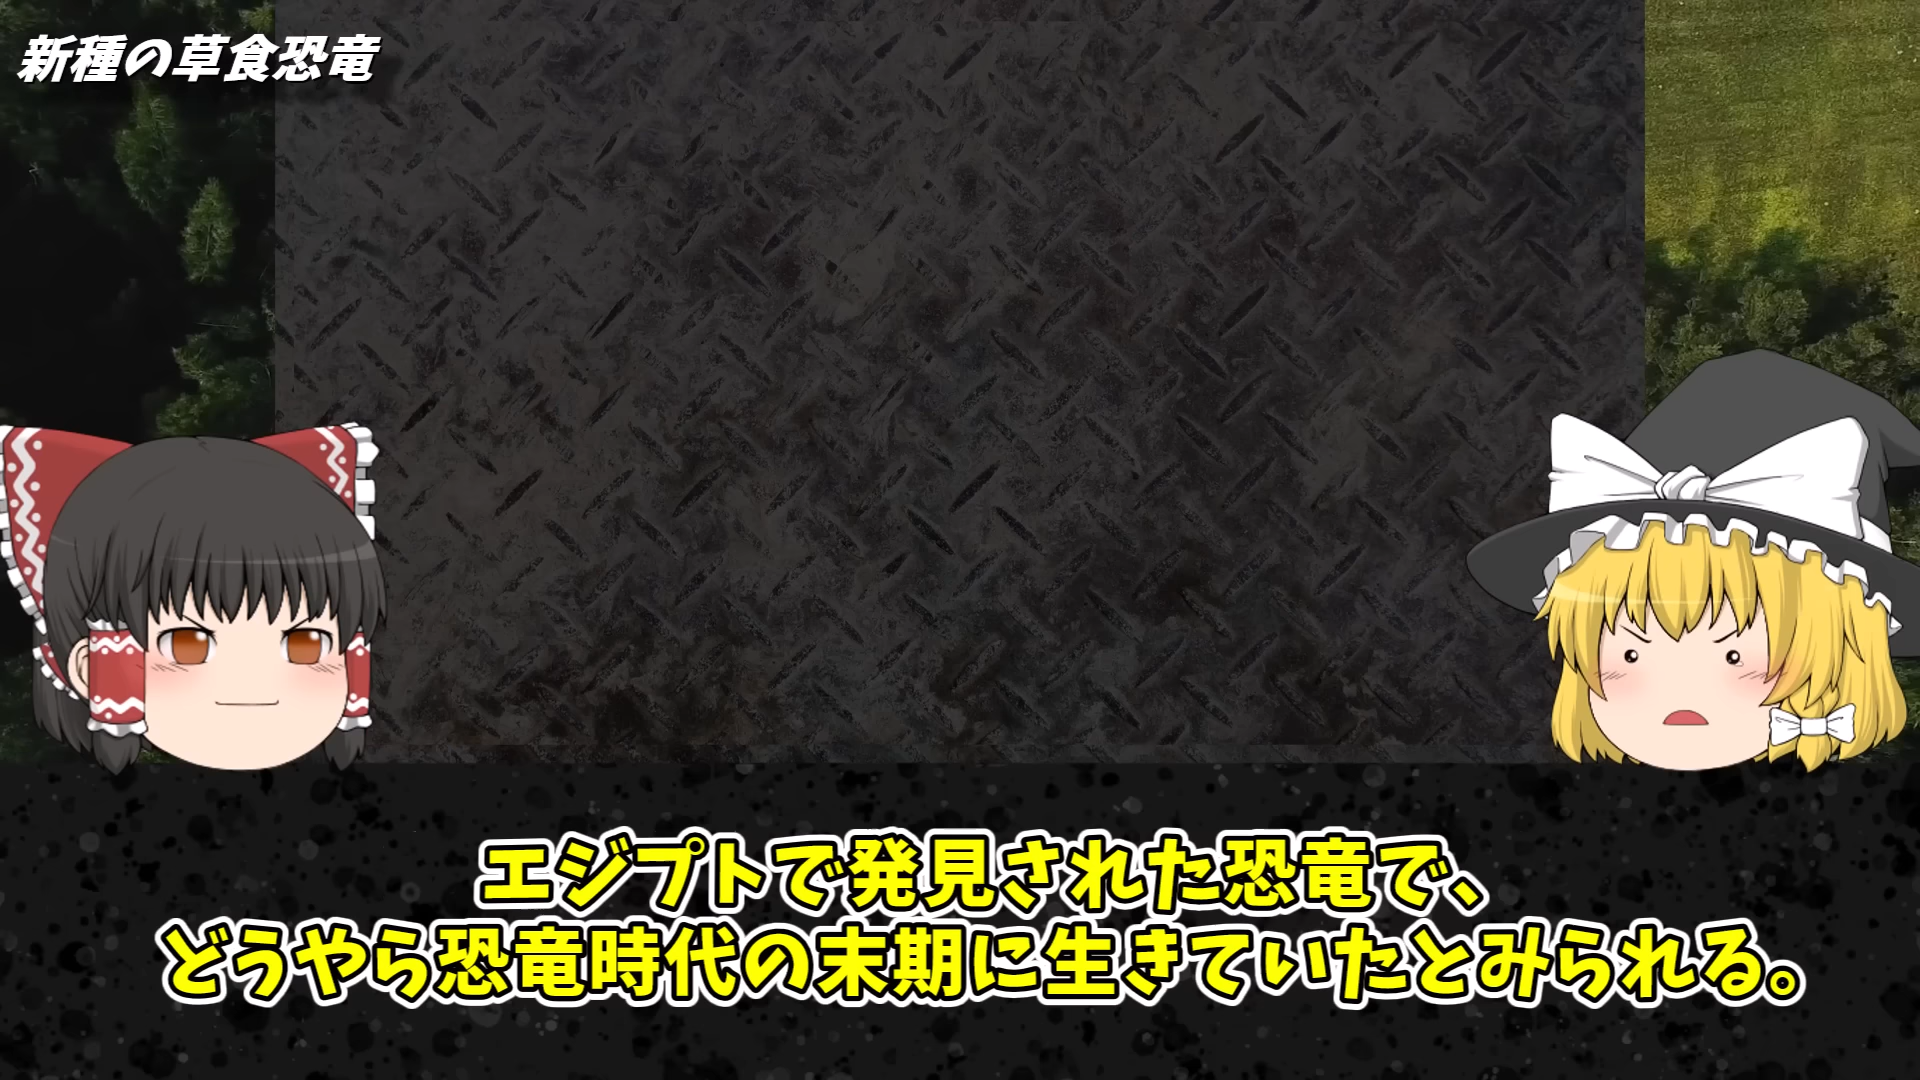 新種の草食恐竜
エジプトで発見された恐竜で、
どうやら恐竜時代の末期に生きていたとみられる。